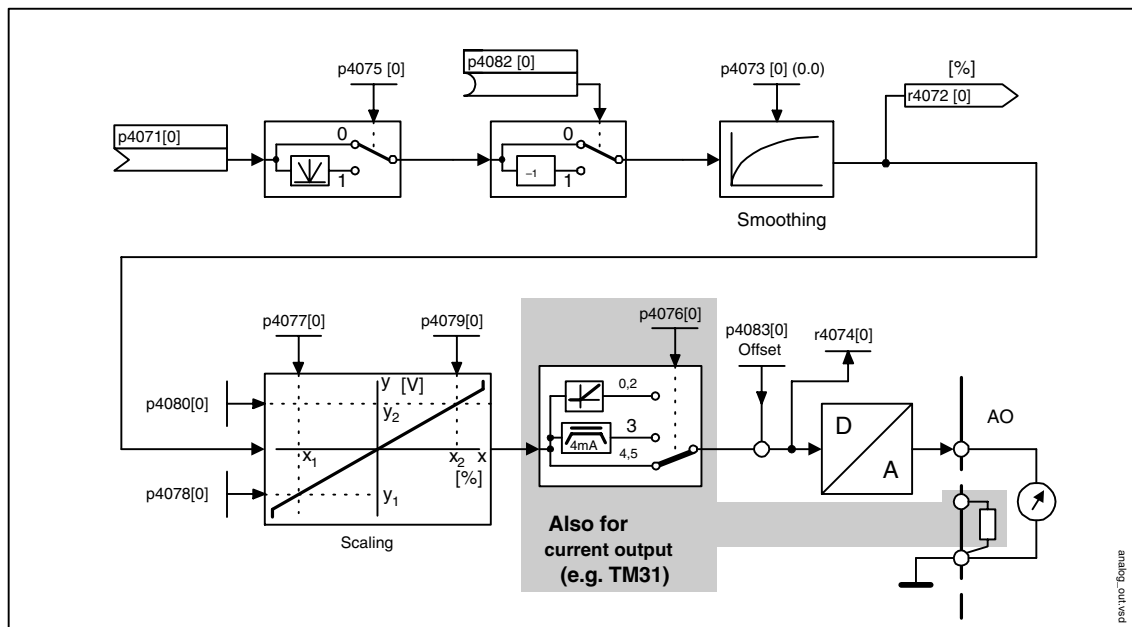 p4075 [0]
p4082 [0]
p4073 [0] (0.0)
[%]
r4072 [0]
p4071[0]
0
1
0
–1
1
Smoothing
p4077[0]
p4079[0]
p4076[0]
p4083[0]
Offset
r4074[0]
y [V]
y2
p4080[0]
x1
x2
x
[%]
p4078[0]
y1
Scaling
0,2
3
4mA
4,5
D
A
AO
Also for
current output
(e.g. TM31)
analog_out.vsd